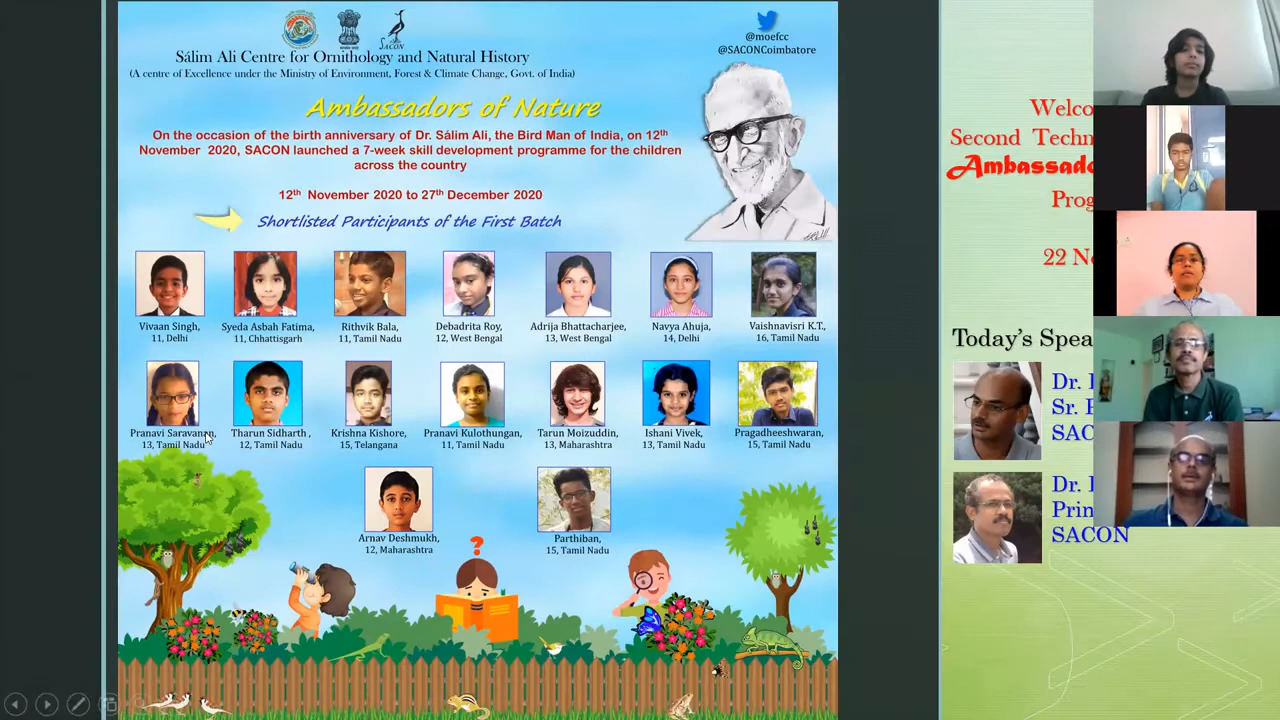 SACON
Sálim Ali Centre for Ornithology and Natural History
(A centre of Excellence under the Ministry of Environment, Forest & Climate Change, Govt. of India)
@moefcc
@SACONCoimbatore
Ambassadors of Nature
On the occasion of the birth anniversary of Dr. Sálim Ali, the Bird Man of India, on 12th
November 2020, SACON launched a 7-week skill development programme for the children
across the country
12th November 2020 to 27th December 2020
Shortlisted Participants of the First Batch
Vivaan Singh,
11, Delhi
Syeda Asbah Fatima,
11, Chhattisgarh
Rithvik Bala,
11, Tamil Nadu
Debadrita Roy,
12, West Bengal
Adrija Bhattacharjee,
13, West Bengal
Navya Ahuja,
14, Delhi
Vaishnavisri K.T.,
16, Tamil Nadu
Pranavi Saravanan,
13, Tamil Nadu
Tharun Sidharth ,
12, Tamil Nadu
Krishna Kishore,
15, Telangana
Pranavi Kulothungan,
11, Tamil Nadu
Tarun Moizuddin,
13, Maharashtra
Ishani Vivek,
13, Tamil Nadu
Pragadheeshwaran,
15, Tamil Nadu
Arnav Deshmukh,
12, Maharashtra
Parthiban,
15, Tamil Nadu
?
Welco
Second Techn
Ambassado
Prog
22 No
Today's Spea
Dr.
Sr.
SAC
Dr.
Prin
SACON